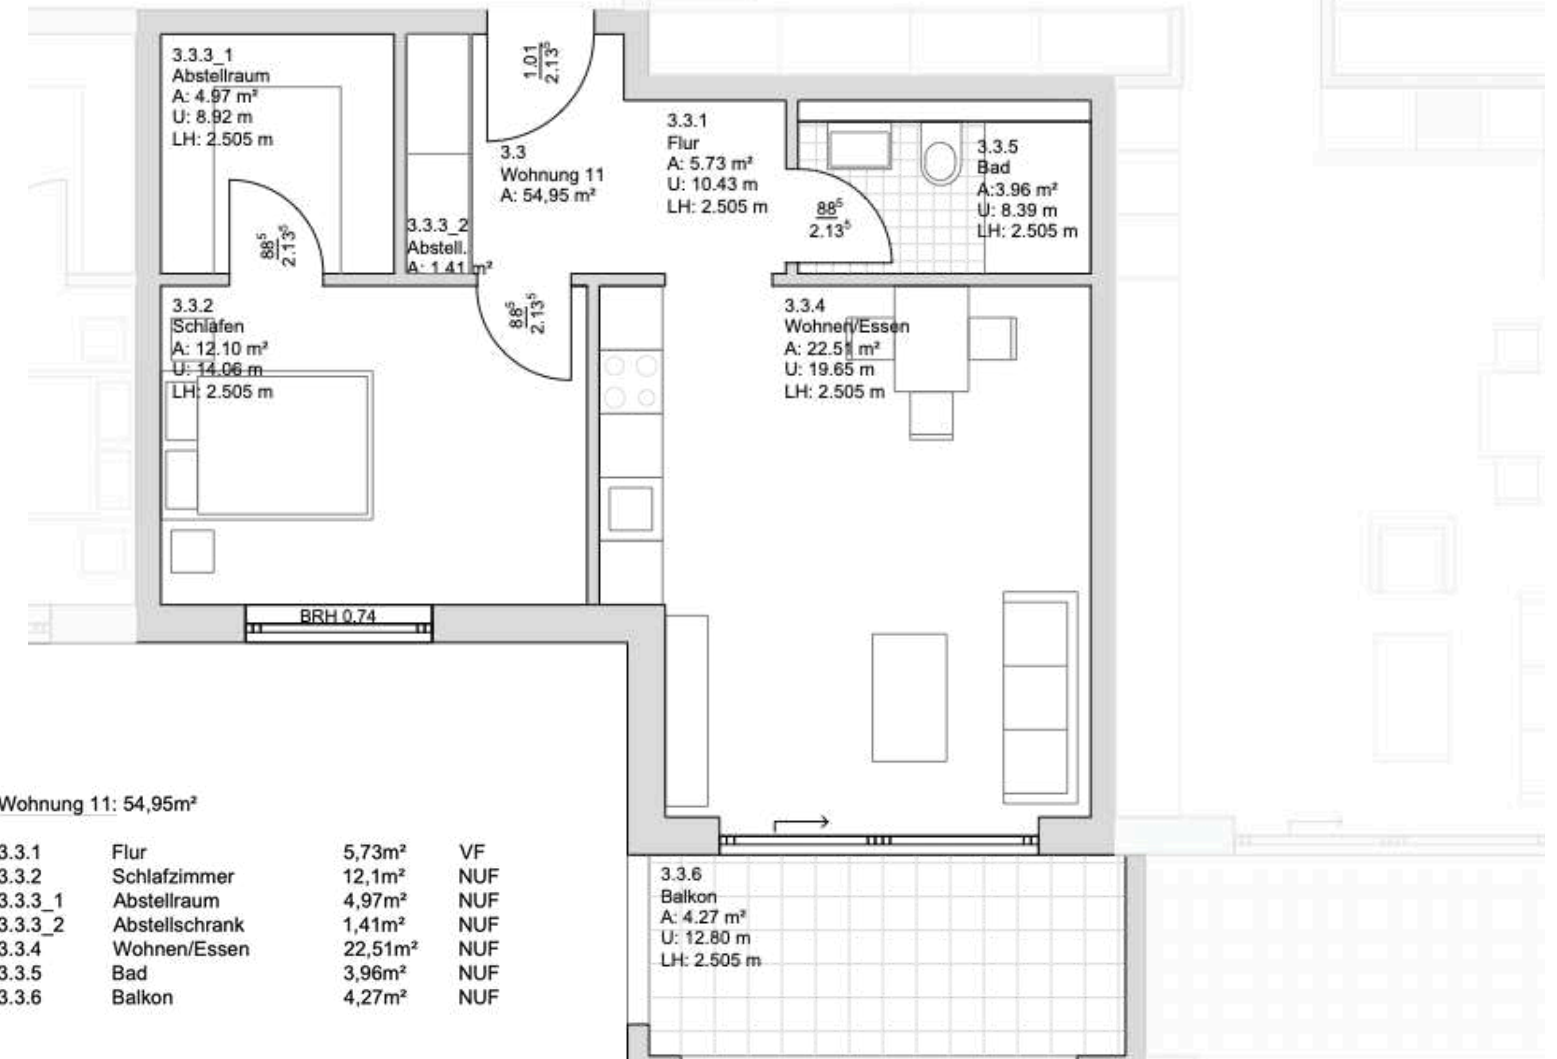 3.3.3_1
Abstellraum
A: 4.97 m²
U: 8.92 m
LH: 2.505 m
1.01
2.13⁵
3.3
Wohnung 11
A: 54,95 m²
3.3.1
Flur
A: 5.73 m²
U: 10.43 m
LH: 2.505 m
3.3.5
Bad
A:3.96 m²
U: 8.39 m
LH: 2.505 m
88⁵
2.13⁵
3.3.3_2
Abstell.
A: 1.41 m²
88⁵
2.13⁵
88⁵
2.13⁵
3.3.2
Schlafen
A: 12.10 m²
U: 14.06 m
LH: 2.505 m
3.3.4
Wohnen/Essen
A: 22.51 m²
U: 19.65 m
LH: 2.505 m
BRH 0.74
3.3.6
Balkon
A: 4.27 m²
U: 12.80 m
LH: 2.505 m
Wohnung 11: 54,95m²
3.3.1 Flur 5,73m² VF
3.3.2 Schlafzimmer 12,1m² NUF
3.3.3_1 Abstellraum 4,97m² NUF
3.3.3_2 Abstellschrank 1,41m² NUF
3.3.4 Wohnen/Essen 22,51m² NUF
3.3.5 Bad 3,96m² NUF
3.3.6 Balkon 4,27m² NUF